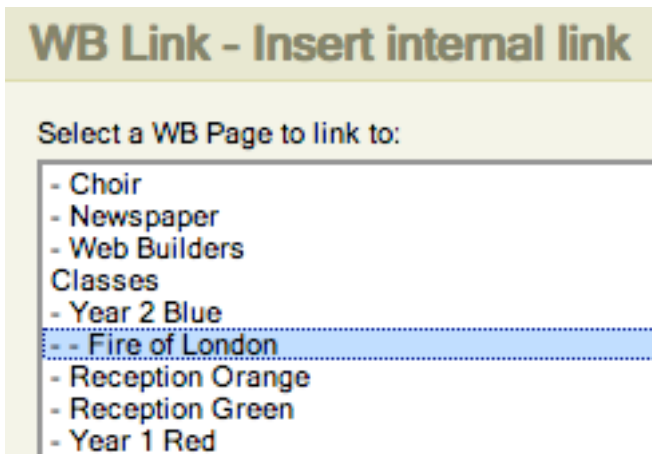 WB Link - Insert internal link
Select a WB Page to link to:
- Choir
- Newspaper
- Web Builders
Classes
- Year 2 Blue
- - Fire of London
- Reception Orange
- Reception Green
- Year 1 Red